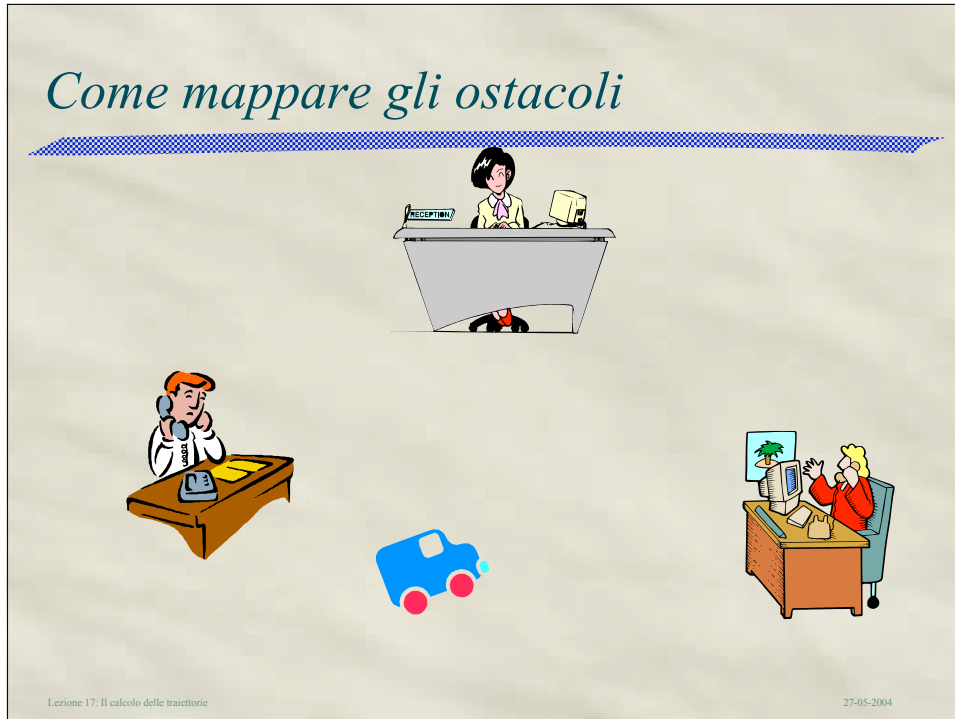 Come mappare gli ostacoli
RECEPTION
Lezione 17: Il calcolo delle traiettorie
27-05-2004